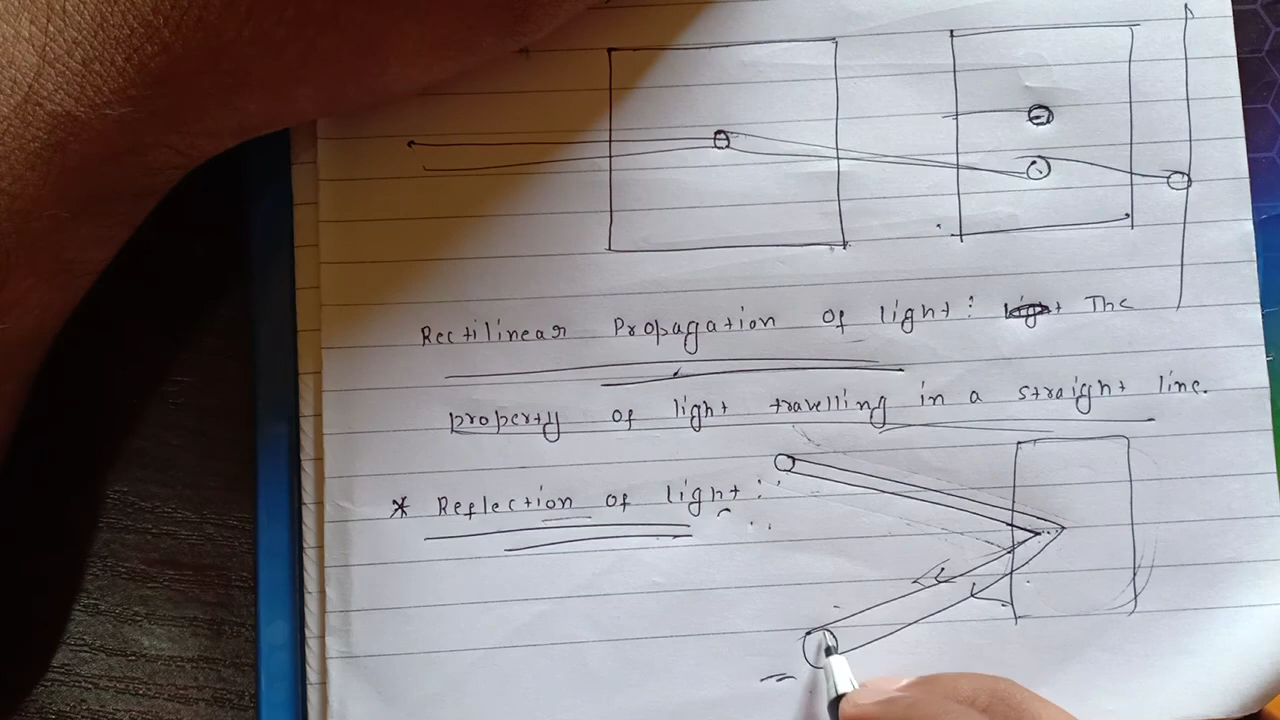 Rectilinear Propagation of light: The
property of light travelling in a straight line.
* Reflection of light: